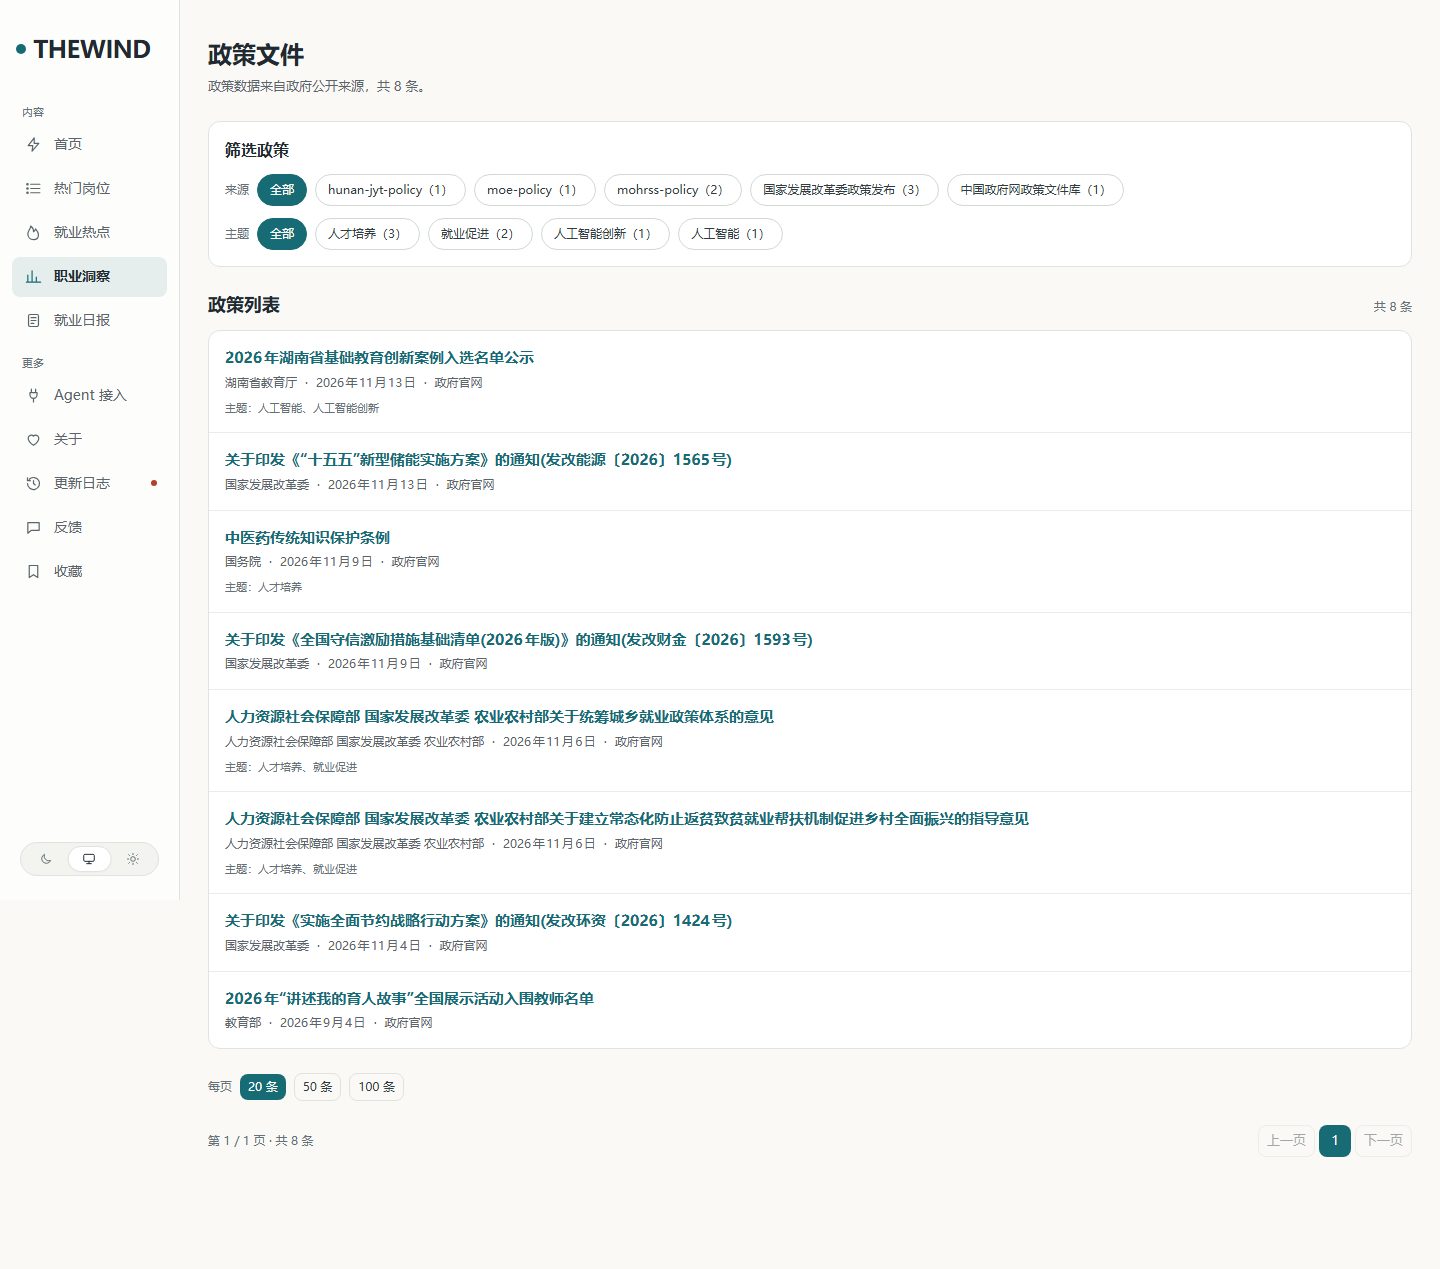 THEWIND
内容
首页
热门岗位
就业热点
职业洞察
就业日报
更多
Agent 接入
关于
更新日志
反馈
收藏
政策文件
政策数据来自政府公开来源，共 8 条。
筛选政策
来源 全部 hunan-jyt-policy（1） moe-policy（1） mohrss-policy（2） 国家发展改革委政策发布（3） 中国政府网政策文件库（1）
主题 全部 人才培养（3） 就业促进（2） 人工智能创新（1） 人工智能（1）
政策列表 共 8 条
2026年湖南省基础教育创新案例入选名单公示
湖南省教育厅 · 2026年11月13日 · 政府官网
主题：人工智能、人工智能创新
关于印发《“十五五”新型储能实施方案》的通知(发改能源〔2026〕1565号)
国家发展改革委 · 2026年11月13日 · 政府官网
中医药传统知识保护条例
国务院 · 2026年11月9日 · 政府官网
主题：人才培养
关于印发《全国守信激励措施基础清单(2026年版)》的通知(发改财金〔2026〕1593号)
国家发展改革委 · 2026年11月9日 · 政府官网
人力资源社会保障部 国家发展改革委 农业农村部关于统筹城乡就业政策体系的意见
人力资源社会保障部 国家发展改革委 农业农村部 · 2026年11月6日 · 政府官网
主题：人才培养、就业促进
人力资源社会保障部 国家发展改革委 农业农村部关于建立常态化防止返贫致贫就业帮扶机制促进乡村全面振兴的指导意见
人力资源社会保障部 国家发展改革委 农业农村部 · 2026年11月6日 · 政府官网
主题：人才培养、就业促进
关于印发《实施全面节约战略行动方案》的通知(发改环资〔2026〕1424号)
国家发展改革委 · 2026年11月4日 · 政府官网
2026年“讲述我的育人故事”全国展示活动入围教师名单
教育部 · 2026年9月4日 · 政府官网
每页 20 条 50 条 100 条
第 1 / 1 页 · 共 8 条 上一页 1 下一页